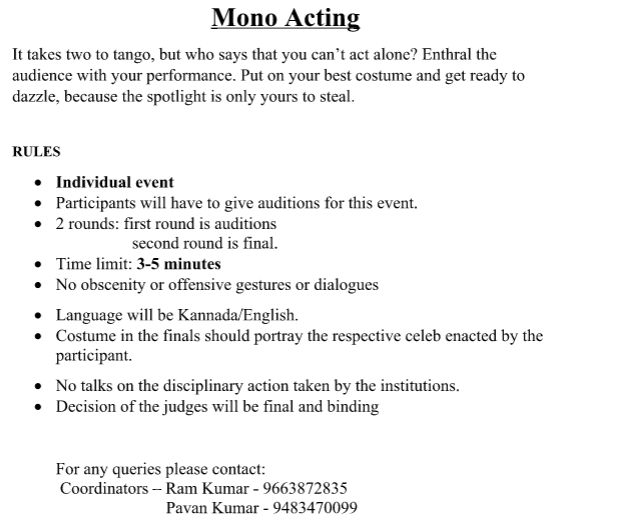 Mono Acting
It takes two to tango, but who says that you can’t act alone? Enthral the
audience with your performance. Put on your best costume and get ready to
dazzle, because the spotlight is only yours to steal.
RULES
• Individual event
• Participants will have to give auditions for this event.
• 2 rounds: first round is auditions
second round is final.
• Time limit: 3-5 minutes
• No obscenity or offensive gestures or dialogues
• Language will be Kannada/English.
• Costume in the finals should portray the respective celeb enacted by the
participant.
• No talks on the disciplinary action taken by the institutions.
• Decision of the judges will be final and binding
For any queries please contact:
Coordinators -- Ram Kumar - 9663872835
Pavan Kumar - 9483470099